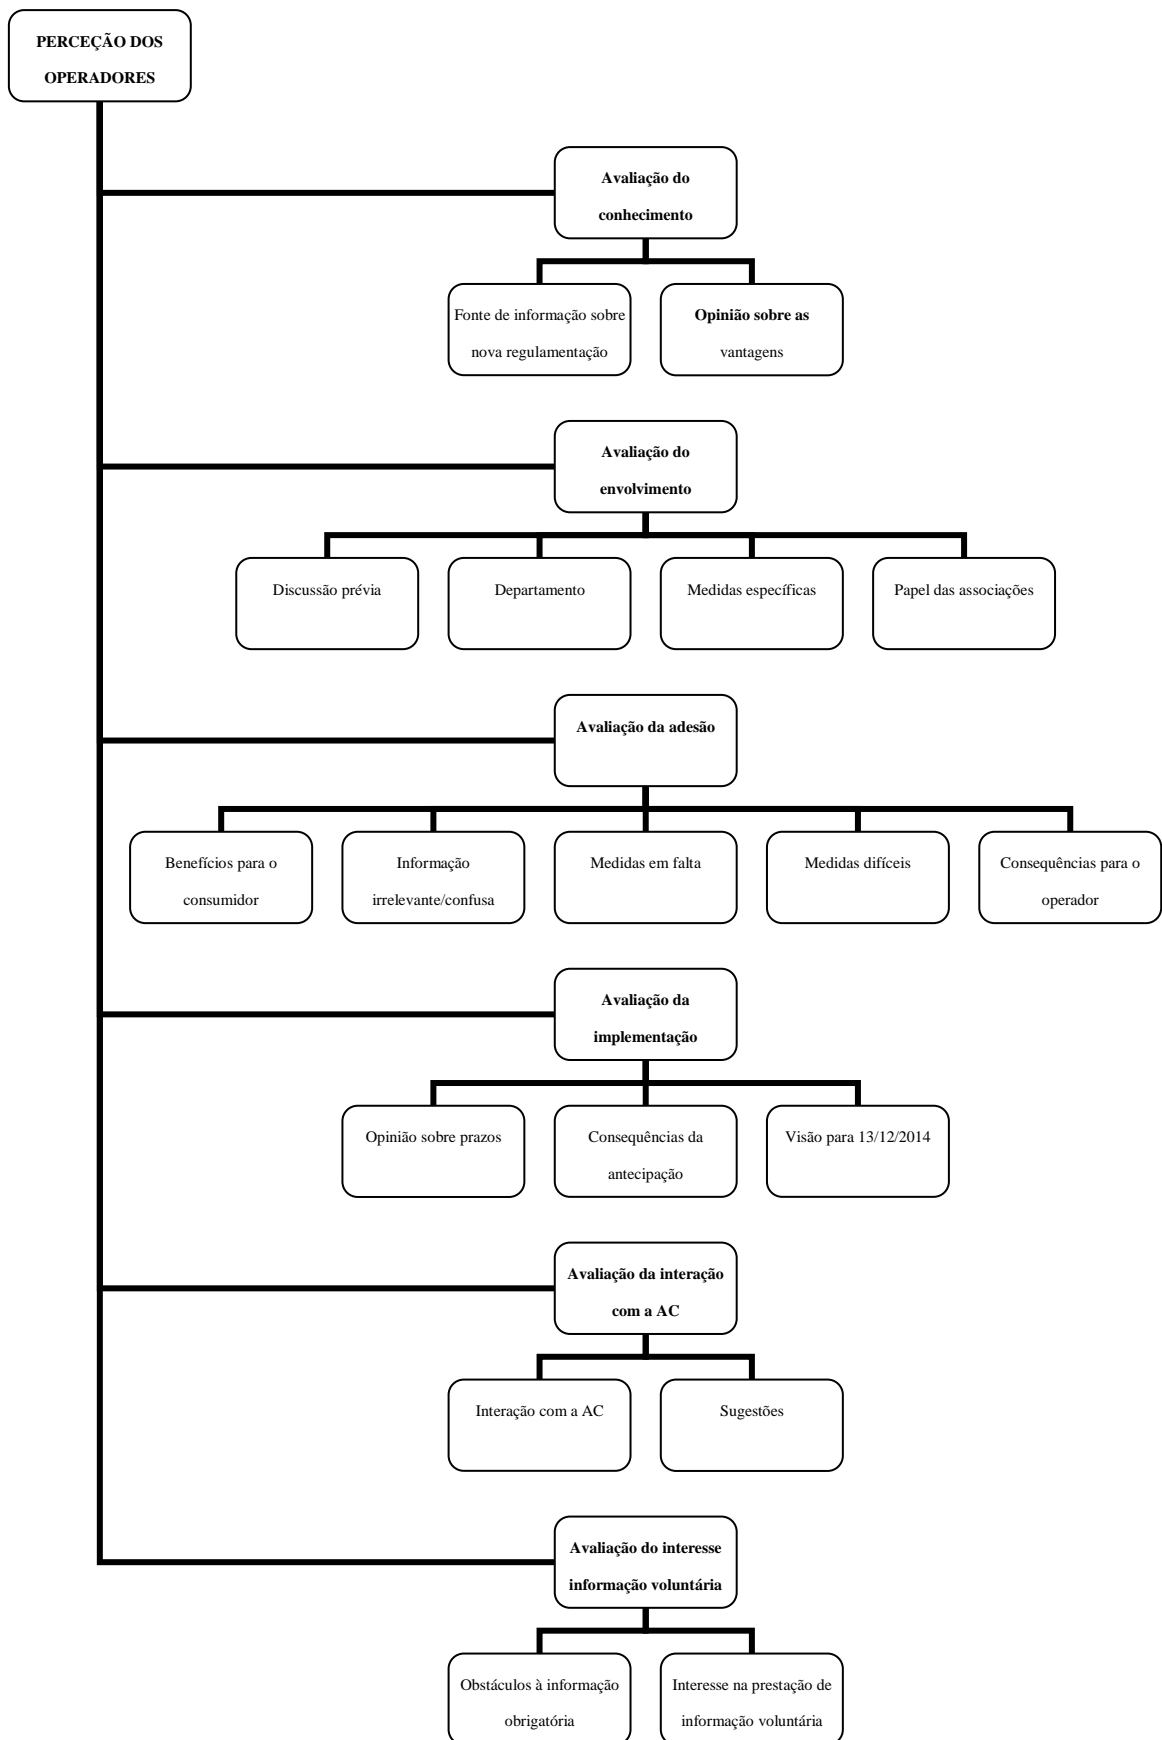 PERCEÇÃO DOS
OPERADORES
Avaliação do
conhecimento
Fonte de informação sobre
nova regulamentação
Opinião sobre as
vantagens
Avaliação do
envolvimento
Discussão prévia
Departamento
Medidas específicas
Papel das associações
Avaliação da adesão
Benefícios para o
consumidor
Informação
irrelevante/confusa
Medidas em falta
Medidas difíceis
Consequências para o
operador
Avaliação da
implementação
Opinião sobre prazos
Consequências da
antecipação
Visão para 13/12/2014
Avaliação da interação
com a AC
Interação com a AC
Sugestões
Avaliação do interesse
informação voluntária
Obstáculos à informação
obrigatória
Interesse na prestação de
informação voluntária